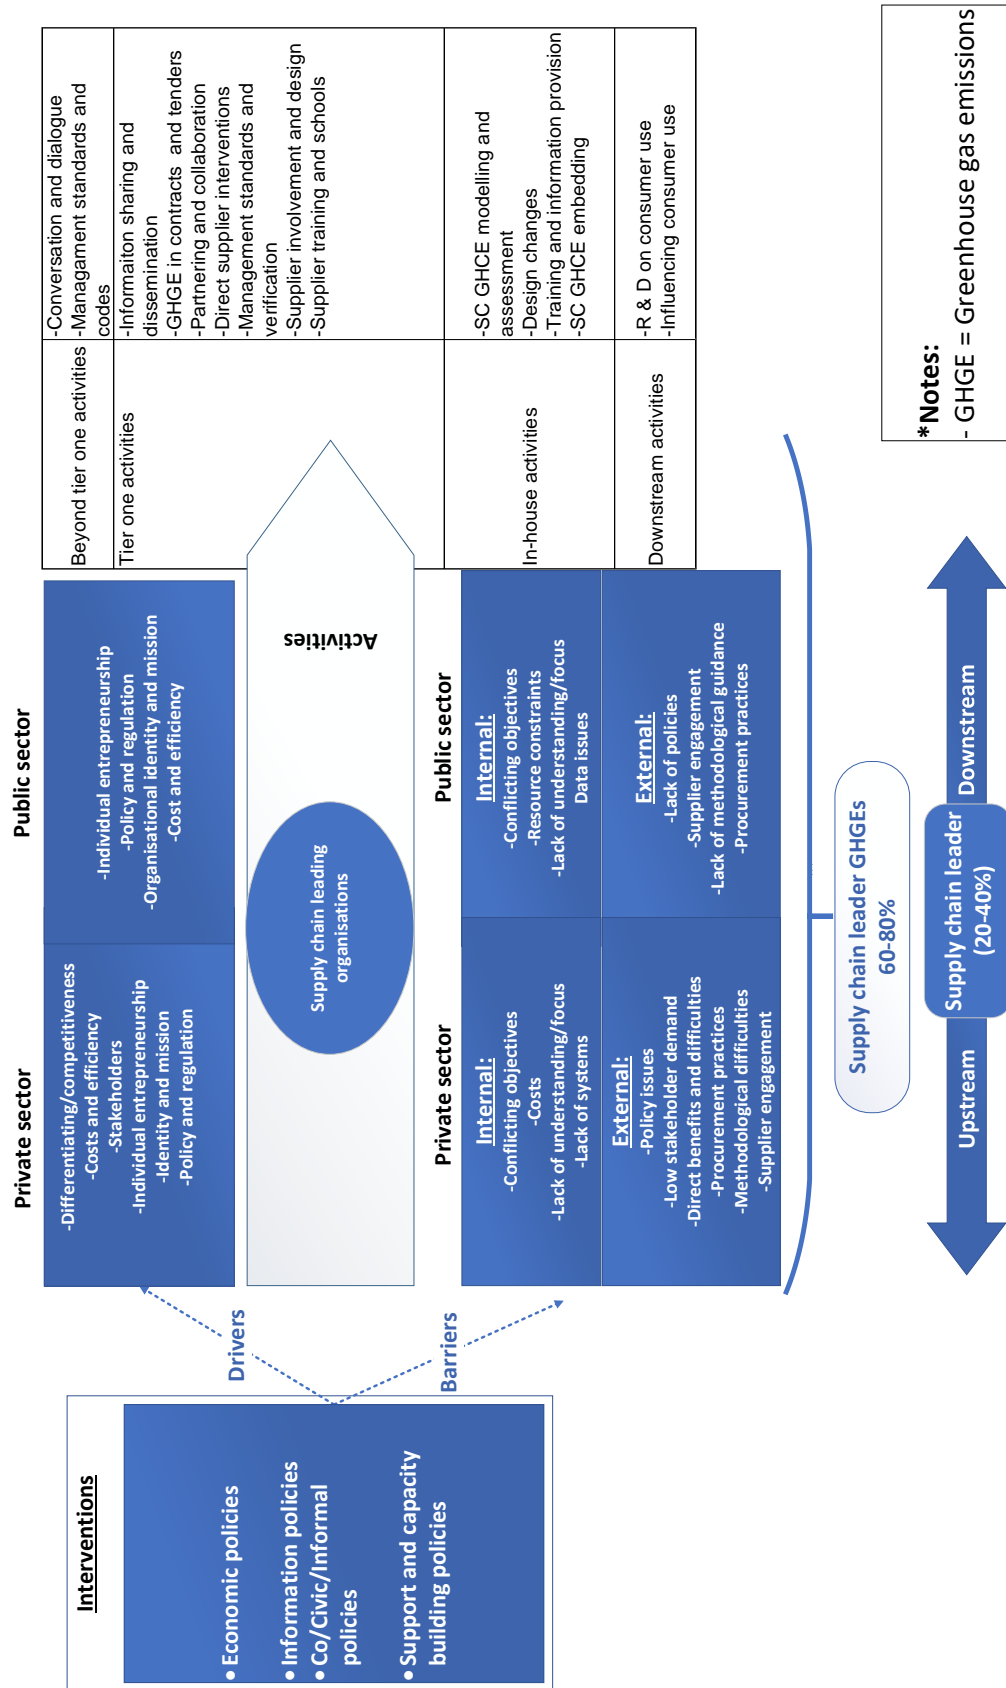 Interventions
• Economic policies
• Information policies
• Co/Civic/Informal
policies
• Support and capacity
building policies
Drivers
Barriers
Private sector
Public sector
-Differentiating/competitiveness
-Costs and efficiency
-Stakeholders
-Individual entrepreneurship
-Identity and mission
-Policy and regulation
-Individual entrepreneurship
-Policy and regulation
-Organisational identity and mission
-Cost and efficiency
Supply chain leading
organisations
Activities
Private sector
Public sector
Internal:
-Conflicting objectives
-Costs
-Lack of understanding/focus
-Lack of systems
Internal:
-Conflicting objectives
-Resource constraints
-Lack of understanding/focus
Data issues
External:
-Policy issues
-Low stakeholder demand
-Direct benefits and difficulties
-Procurement practices
-Methodological difficulties
-Supplier engagement
External:
-Lack of policies
-Supplier engagement
-Lack of methodological guidance
-Procurement practices
Beyond tier one activities
-Conversation and dialogue
-Managament standards and
codes
Tier one activities
-Informaiton sharing and
dissemination
-GHGE in contracts and tenders
-Partnering and collaboration
-Direct supplier interventions
-Management standards and
verification
-Supplier involvement and design
-Supplier training and schools
In-house activities
-SC GHCE modelling and
assessment
-Design changes
-Training and information provision
-SC GHCE embedding
Downstream activities
-R & D on consumer use
-Influencing consumer use
Supply chain leader GHGEs
60-80%
Upstream
Supply chain leader
(20-40%)
Downstream
*Notes:
- GHGE = Greenhouse gas emissions